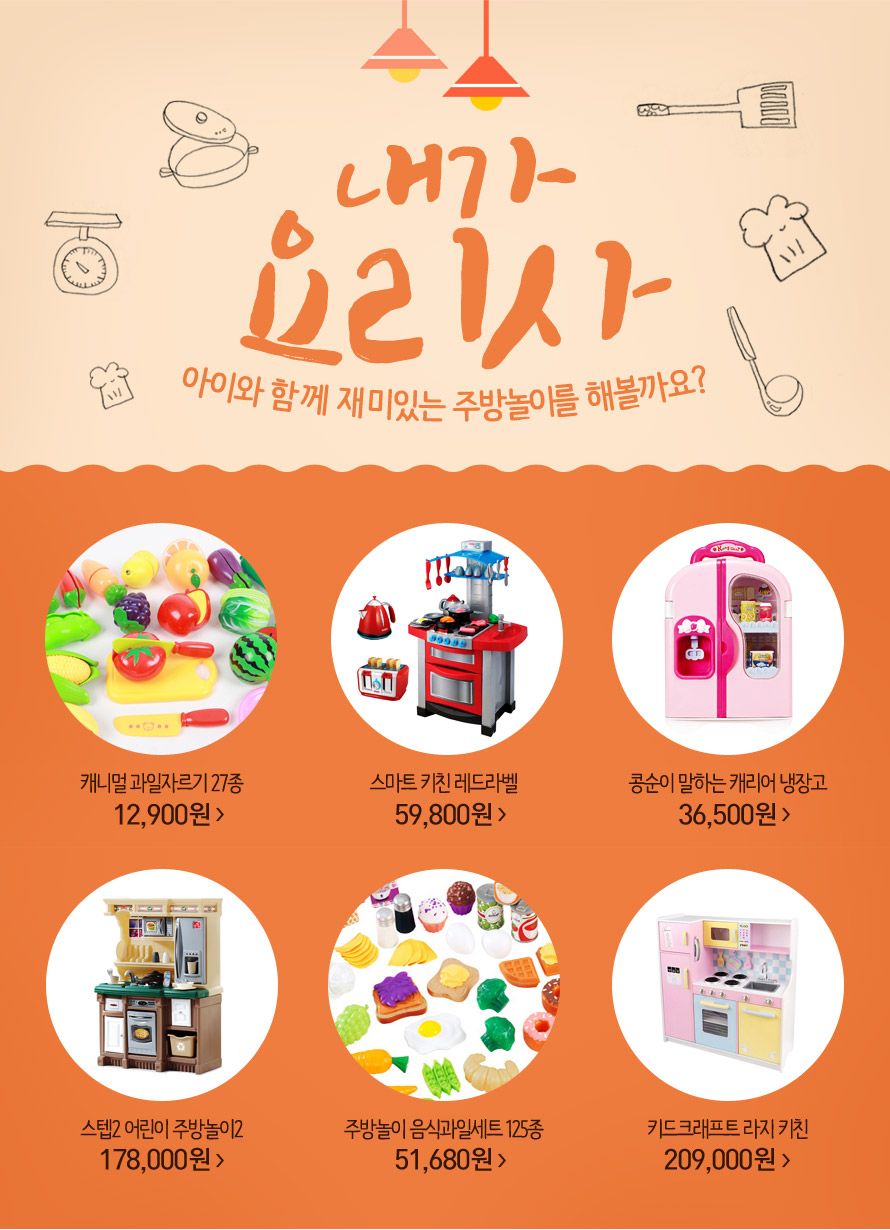 내가
요리사
아이와 함께 재미있는 주방놀이를 해볼까요?
캐니멀 과일자르기 27종
12,900원 >
스마트 키친 레드라벨
59,800원 >
콩순이 말하는 캐리어 냉장고
36,500원 >
스텝2 어린이 주방놀이2
178,000원 >
주방놀이 음식과일세트 125종
51,680원 >
키드크래프트 라지 키친
209,000원 >